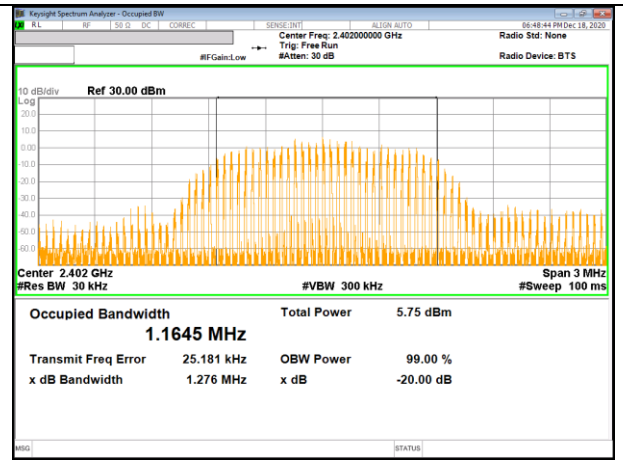 Keysight Spectrum Analyzer - Occupied BW
RL RF 50 Ω DC CORREC SENSE:INT ALIGN AUTO 06:48:44 PM Dec 18, 2020
Center Freq: 2.402000000 GHz Radio Std: None
Trig: Free Run
#IFGain:Low #Atten: 30 dB Radio Device: BTS
10 dB/div Ref 30.00 dBm
Log
20.0
10.0
0.00
-10.0
-20.0
-30.0
-40.0
-50.0
-60.0
Center 2.402 GHz Span 3 MHz
#Res BW 30 kHz #VBW 300 kHz #Sweep 100 ms
Occupied Bandwidth Total Power 5.75 dBm
1.1645 MHz
Transmit Freq Error 25.181 kHz OBW Power 99.00 %
x dB Bandwidth 1.276 MHz x dB -20.00 dB
MSG STATUS